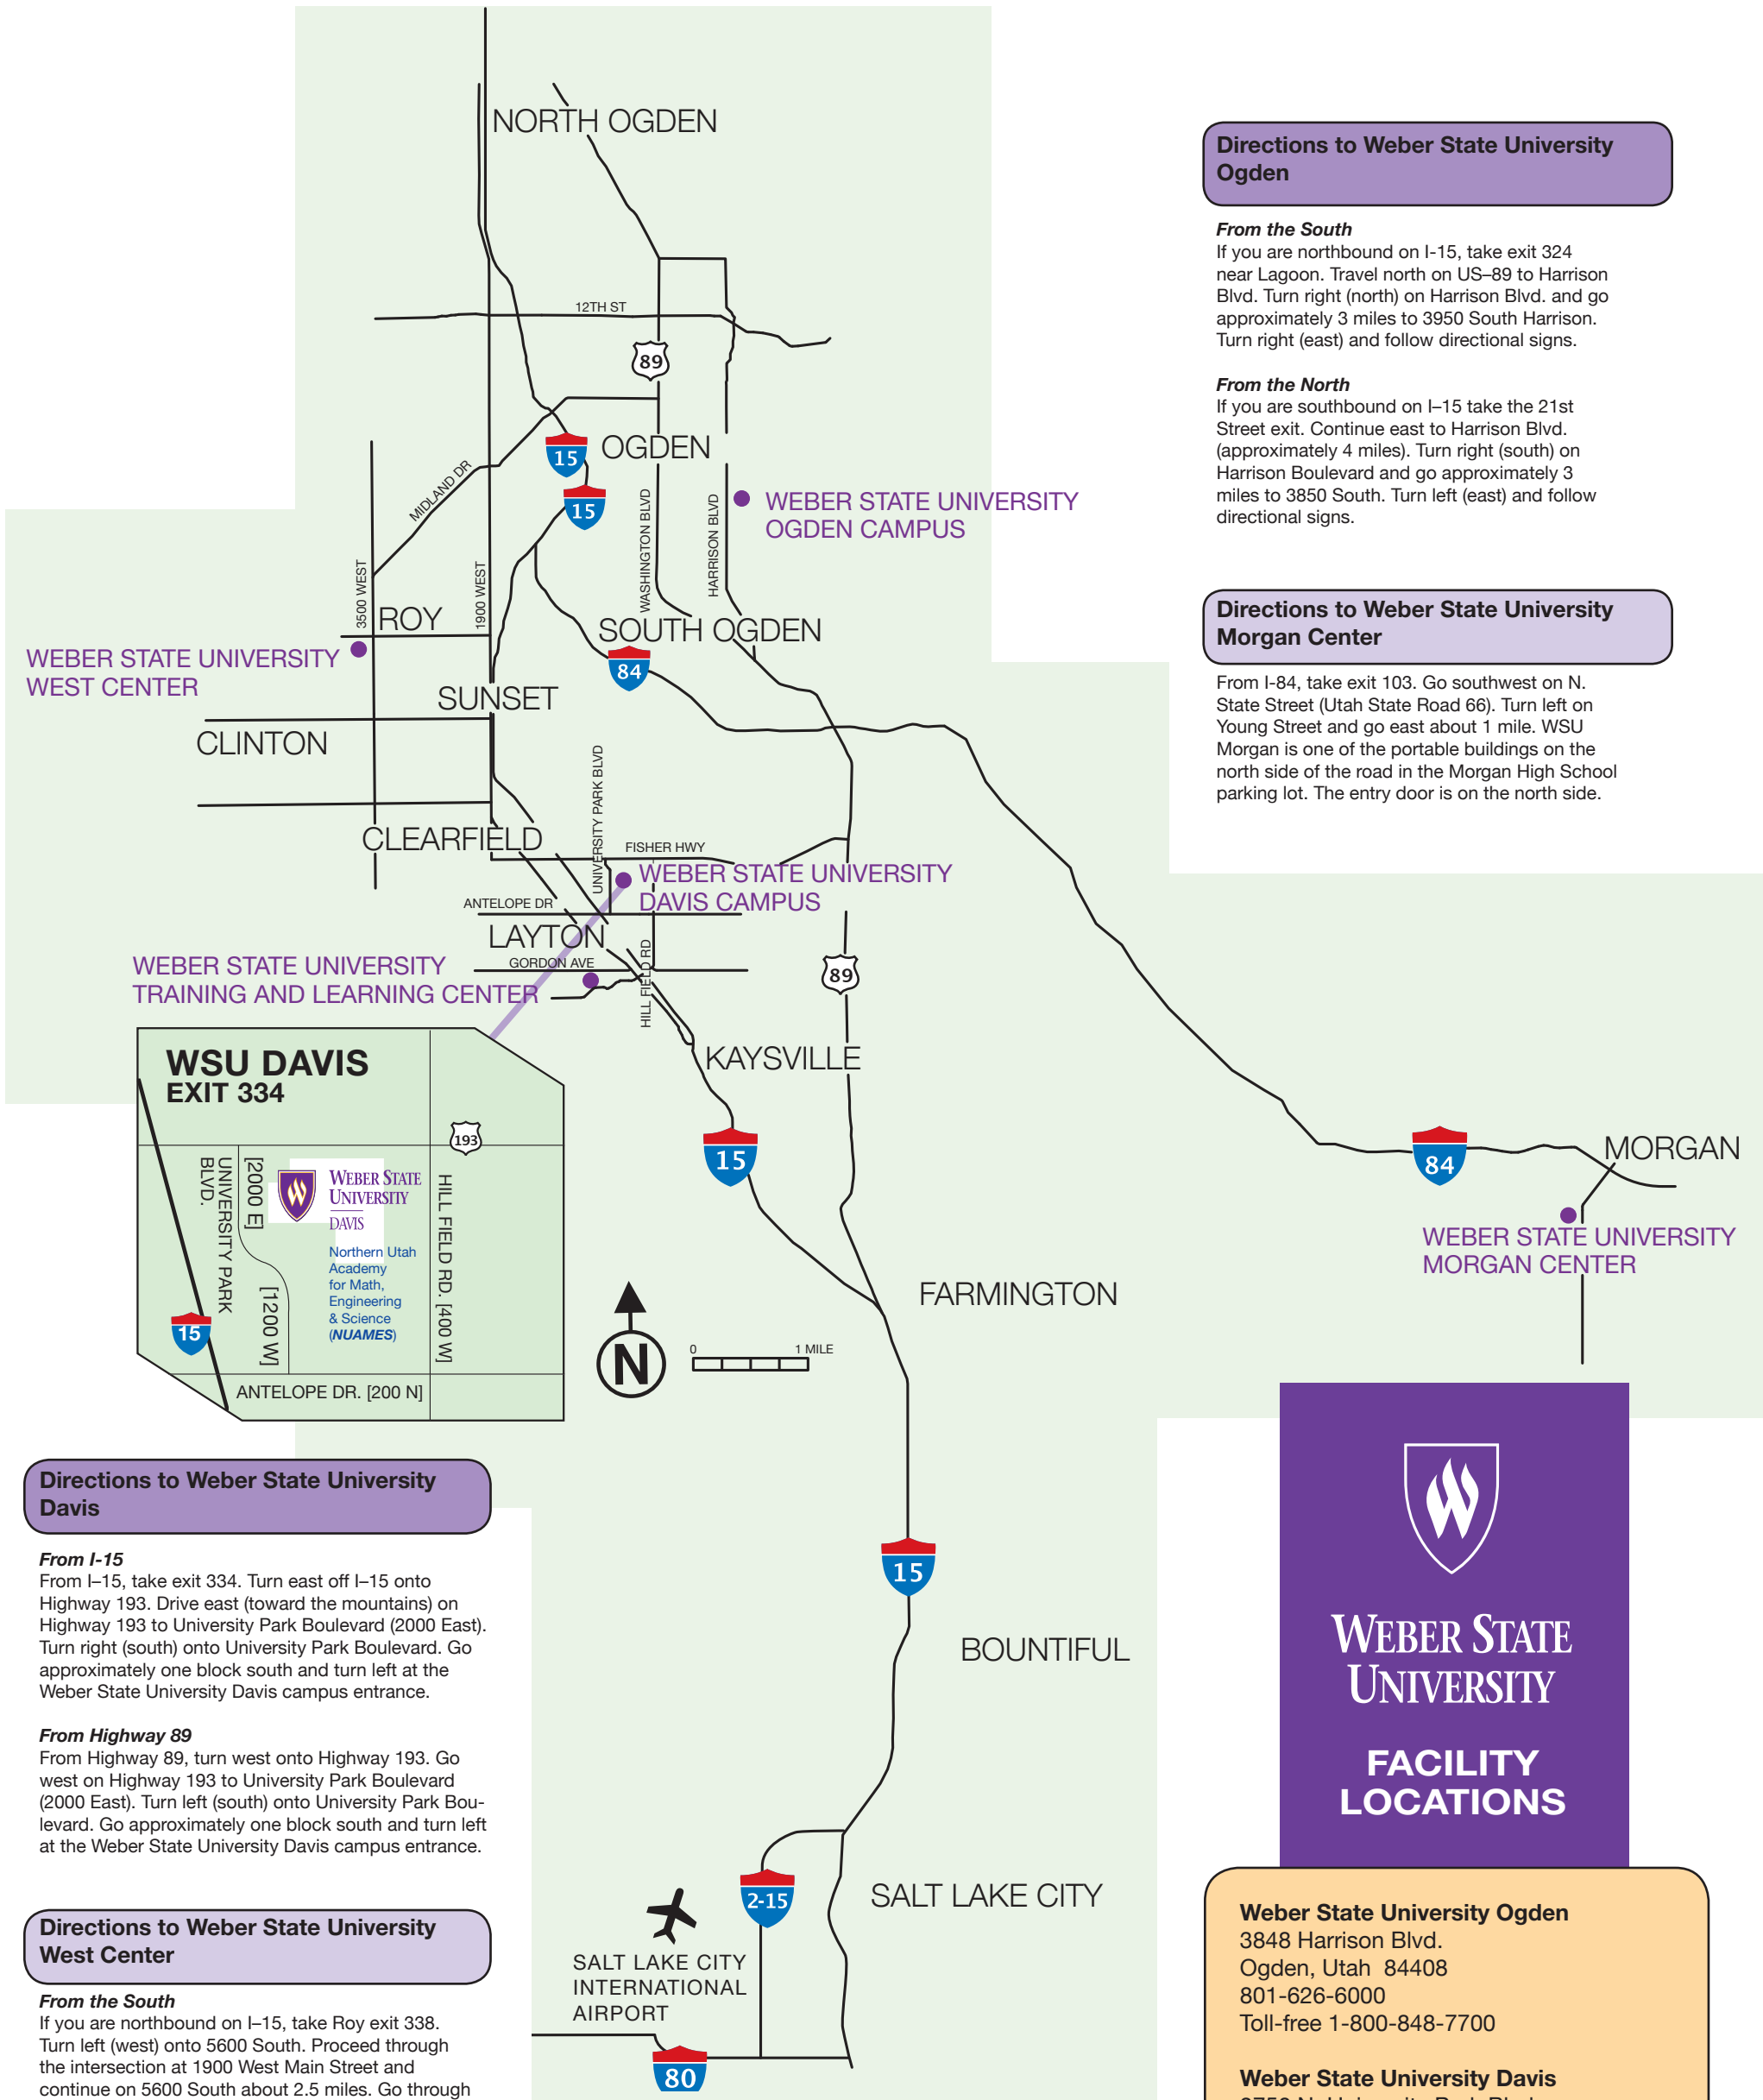 NORTH OGDEN
12TH ST
89
15
OGDEN
15
MIDLAND DR
WASHINGTON BLVD
HARRISON BLVD
WEBER STATE UNIVERSITY
OGDEN CAMPUS
3500 WEST
1900 WEST
ROY
SOUTH OGDEN
WEBER STATE UNIVERSITY
WEST CENTER
84
SUNSET
CLINTON
UNIVERSITY PARK BLVD
CLEARFIELD
FISHER HWY
WEBER STATE UNIVERSITY
DAVIS CAMPUS
ANTELOPE DR
LAYTON
GORDON AVE
HILL FIELD RD
89
WEBER STATE UNIVERSITY
TRAINING AND LEARNING CENTER
KAYSVILLE
15
84
MORGAN
WEBER STATE UNIVERSITY
MORGAN CENTER
FARMINGTON
N
0
1 MILE
15
BOUNTIFUL
2-15
SALT LAKE CITY
SALT LAKE CITY
INTERNATIONAL
AIRPORT
80
WSU DAVIS
EXIT 334
193
UNIVERSITY PARK
BLVD.
[2000 E]
[1200 W]
WEBER STATE
UNIVERSITY
DAVIS
Northern Utah
Academy
for Math,
Engineering
& Science
(NUAMES)
HILL FIELD RD. [400 W]
15
ANTELOPE DR. [200 N]
Directions to Weber State University
Davis
From I-15
From I–15, take exit 334. Turn east off I–15 onto
Highway 193. Drive east (toward the mountains) on
Highway 193 to University Park Boulevard (2000 East).
Turn right (south) onto University Park Boulevard. Go
approximately one block south and turn left at the
Weber State University Davis campus entrance.
From Highway 89
From Highway 89, turn west onto Highway 193. Go
west on Highway 193 to University Park Boulevard
(2000 East). Turn left (south) onto University Park Bou-
levard. Go approximately one block south and turn left
at the Weber State University Davis campus entrance.
Directions to Weber State University
West Center
From the South
If you are northbound on I–15, take Roy exit 338.
Turn left (west) onto 5600 South. Proceed through
the intersection at 1900 West Main Street and
continue on 5600 South about 2.5 miles. Go through
Directions to Weber State University
Ogden
From the South
If you are northbound on I-15, take exit 324
near Lagoon. Travel north on US–89 to Harrison
Blvd. Turn right (north) on Harrison Blvd. and go
approximately 3 miles to 3950 South Harrison.
Turn right (east) and follow directional signs.
From the North
If you are southbound on I–15 take the 21st
Street exit. Continue east to Harrison Blvd.
(approximately 4 miles). Turn right (south) on
Harrison Boulevard and go approximately 3
miles to 3850 South. Turn left (east) and follow
directional signs.
Directions to Weber State University
Morgan Center
From I-84, take exit 103. Go southwest on N.
State Street (Utah State Road 66). Turn left on
Young Street and go east about 1 mile. WSU
Morgan is one of the portable buildings on the
north side of the road in the Morgan High School
parking lot. The entry door is on the north side.
WEBER STATE
UNIVERSITY
FACILITY
LOCATIONS
Weber State University Ogden
3848 Harrison Blvd.
Ogden, Utah 84408
801-626-6000
Toll-free 1-800-848-7700
Weber State University Davis